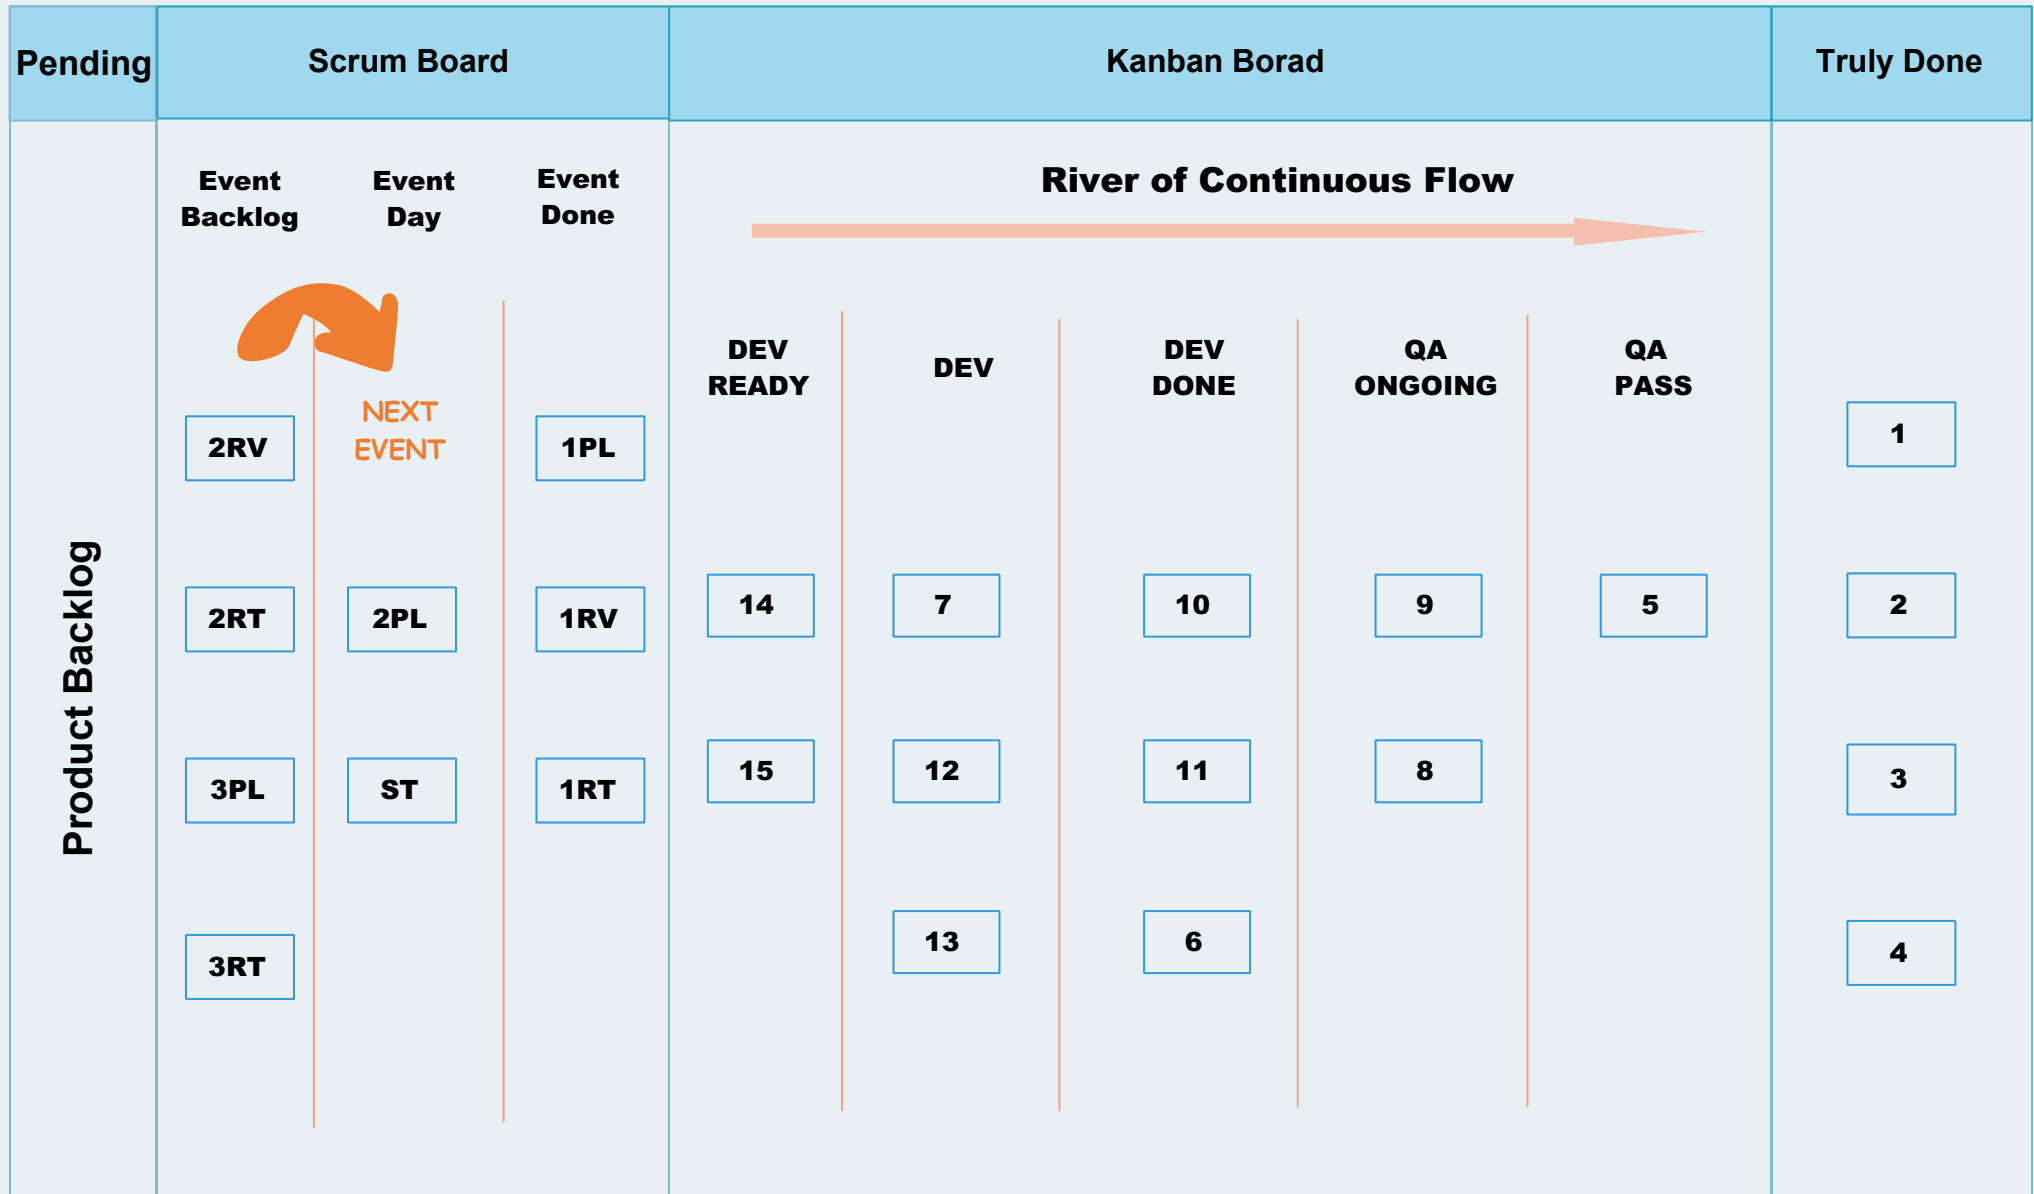 Pending
Scrum Board
Kanban Borad
Truly Done
Product Backlog
Event
Backlog
Event
Day
Event
Done
River of Continuous Flow
NEXT
EVENT
DEV
READY
DEV
DEV
DONE
QA
ONGOING
QA
PASS
2RV
1PL
1
2RT
2PL
1RV
14
7
10
9
5
2
3PL
ST
1RT
15
12
11
8
3
3RT
13
6
4